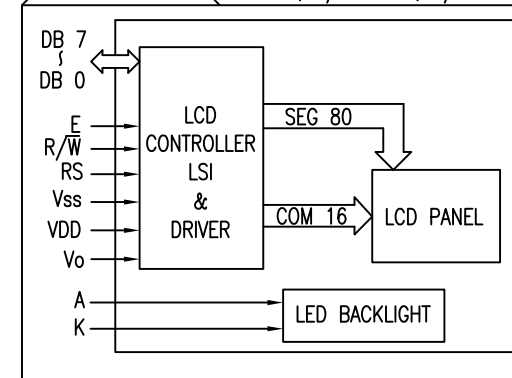 DB 7
~
DB 0
E
R/W̅
RS
Vss
VDD
Vo
A
K
LCD
CONTROLLER
LSI
&
DRIVER
SEG 80
COM 16
LCD PANEL
LED BACKLIGHT